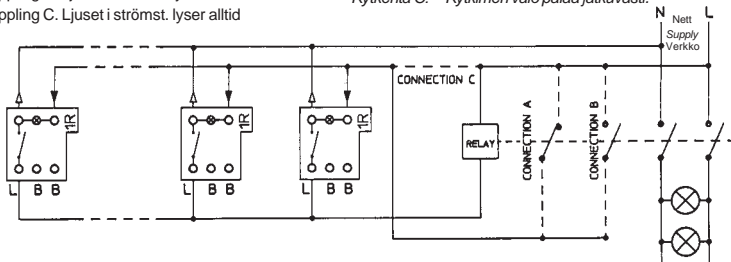 ppling C. Ljuset i strömst. lyser alltid
Kytkentä C. Kytkimen valo palaa jatkuvasti.
N Nett L
Supply
Verkko
CONNECTION C
1R 1R 1R
RELAY
CONNECTION A
CONNECTION B
L B B L B B L B B